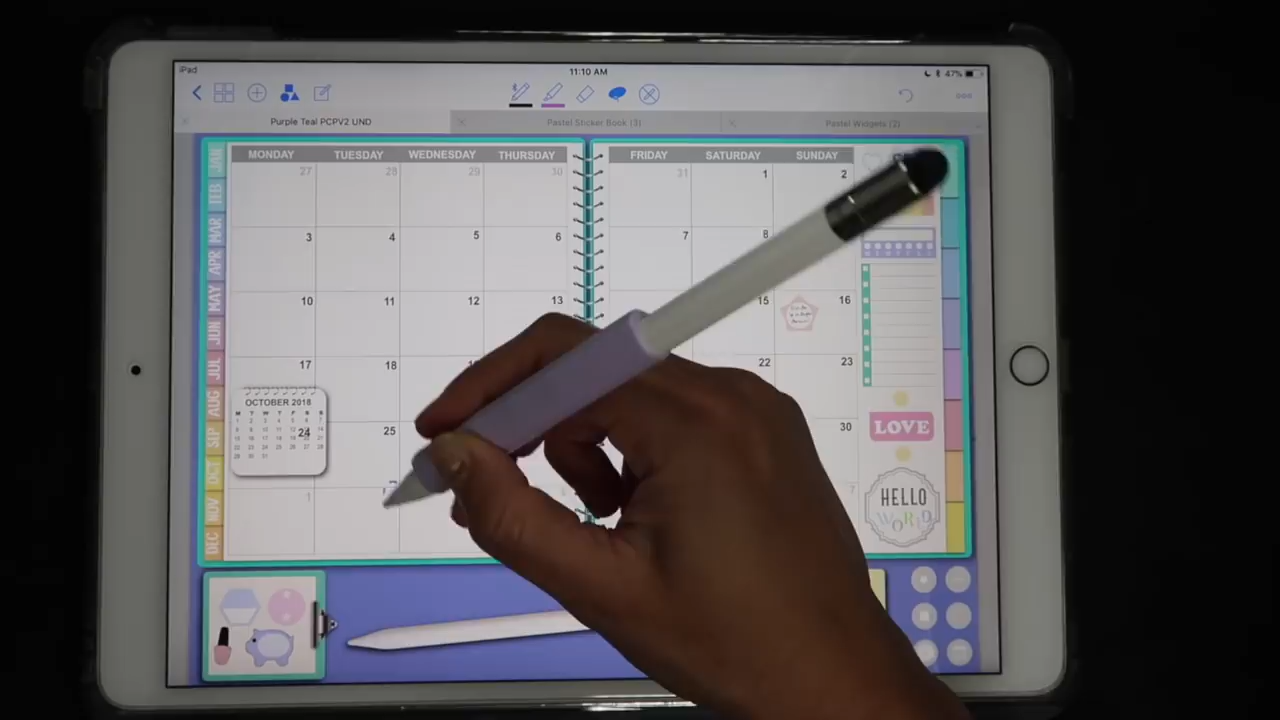 iPad
11:10 AM
47%
Purple Teal PCPV2 UND
Pastel Sticker Book (3)
Pastel Widgets (2)
MONDAY TUESDAY WEDNESDAY THURSDAY FRIDAY SATURDAY SUNDAY
27 28 29 30 31 1 2
3 4 5 6 7 8
10 11 12 13 15 16
17 18 22 23
24 25 30
1
JAN
FEB
MAR
APR
MAY
JUN
JUL
AUG
SEP
OCT
NOV
DEC
OCTOBER 2018
M T W T F S S
LOVE
HELLO
WORLD